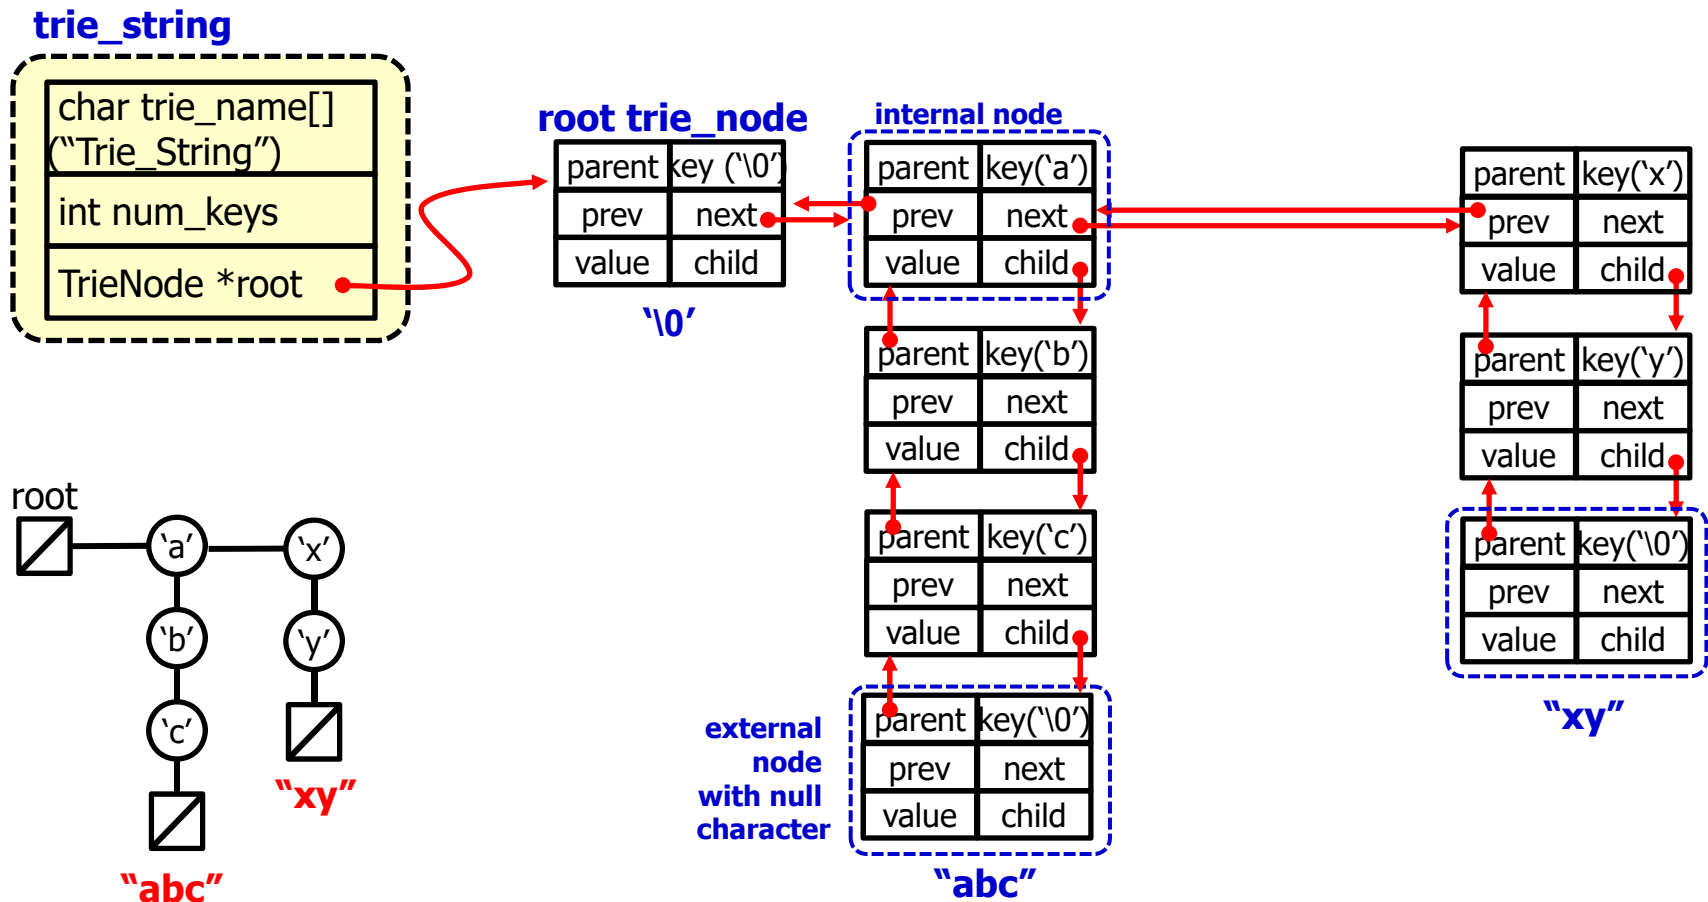 trie_string
char trie_name[]
(“Trie_String”)
int num_keys
TrieNode *root
root trie_node
parent key (‘\0’)
prev next
value child
‘\0’
internal node
parent key(‘a’)
prev next
value child
parent key(‘b’)
prev next
value child
parent key(‘c’)
prev next
value child
external
node
with null
character
parent key(‘\0’)
prev next
value child
“abc”
parent key(‘x’)
prev next
value child
parent key(‘y’)
prev next
value child
parent key(‘\0’)
prev next
value child
“xy”
root
‘a’ ‘x’
‘b’ ‘y’
‘c’
“xy”
“abc”